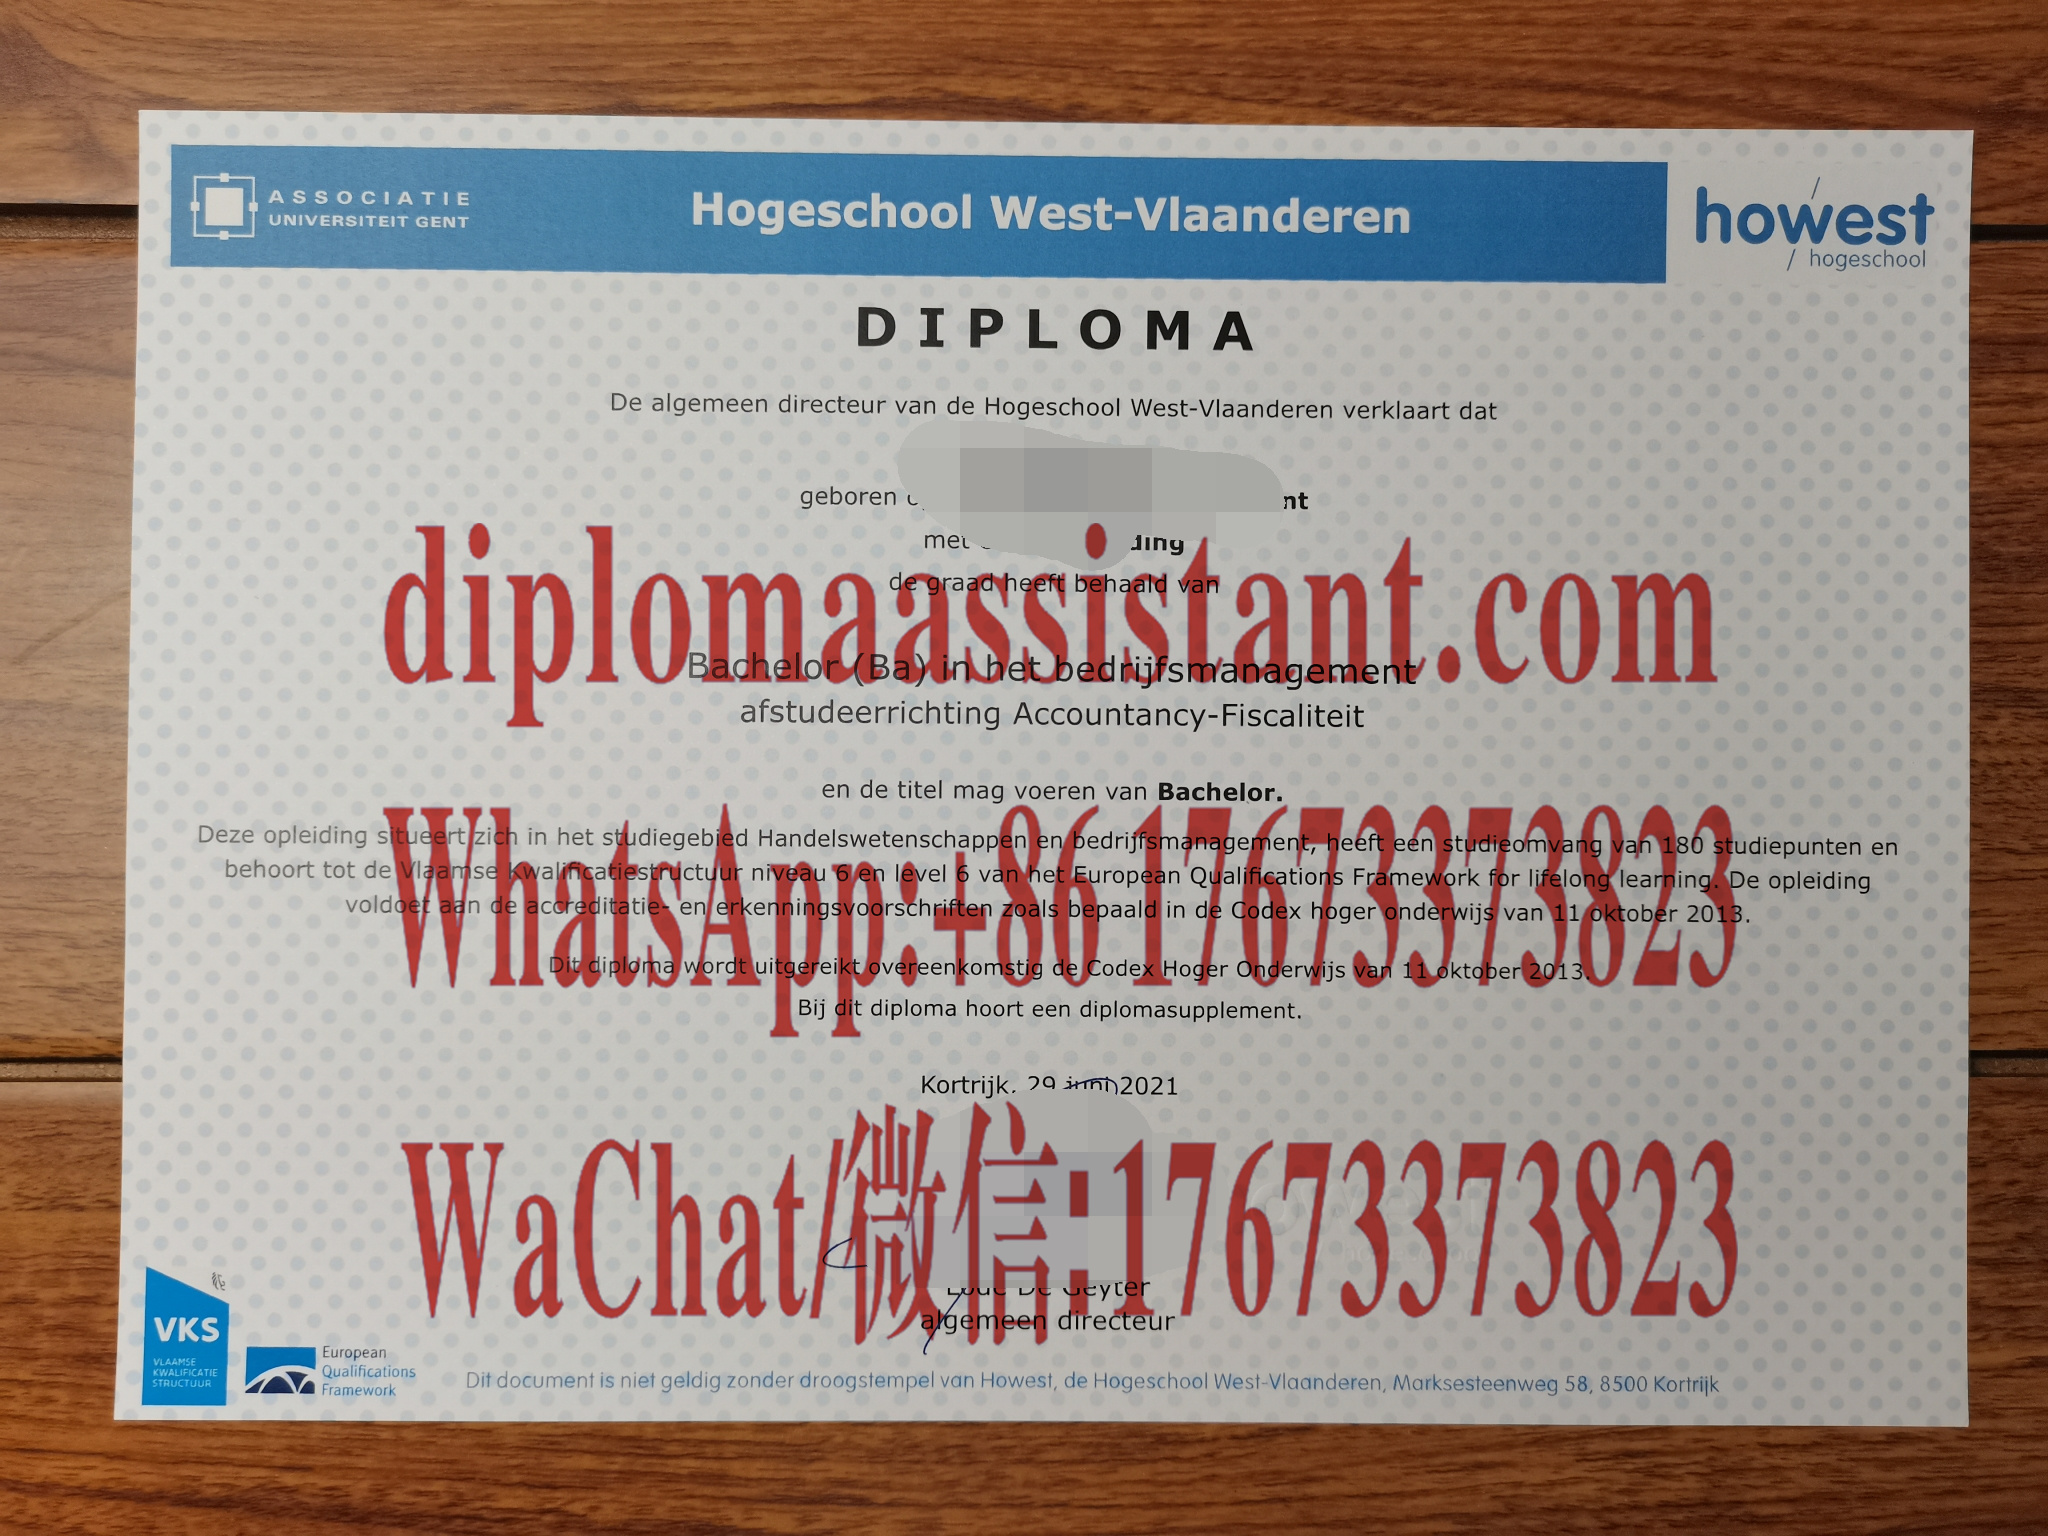 ASSOCIATIE
UNIVERSITEIT GENT
Hogeschool West-Vlaanderen
howest
hogeschool
DIPLOMA
De algemeen directeur van de Hogeschool West-Vlaanderen verklaart dat
geboren
met
de graad heeft behaald van
diplomaassistant.com
Bachelor (Ba) in het bedrijfsmanagement
afstudeerrichting Accountancy-Fiscaliteit
en de titel mag voeren van Bachelor.
Deze opleiding situeert zich in het studiegebied Handelswetenschappen en bedrijfsmanagement, heeft een studieomvang van 180 studiepunten en
behoort tot de Vlaamse Kwalificatiestructuur niveau 6 en level 6 van het European Qualifications Framework for lifelong learning. De opleiding
voldoet aan de accreditatie- en erkenningsvoorschriften zoals bepaald in de Codex hoger onderwijs van 11 oktober 2013.
WhatsApp:+86 17673373823
Dit diploma wordt uitgereikt overeenkomstig de Codex Hoger Onderwijs van 11 oktober 2013.
Bij dit diploma hoort een diplomasupplement.
Kortrijk, 29 juni 2021
WaChat/微信:17673373823
De Geyter
algemeen directeur
VKS
VLAAMSE
KWALIFICATIE
STRUCTUUR
European
Qualifications
Framework
Dit document is niet geldig zonder droogstempel van Howest, de Hogeschool West-Vlaanderen, Marksesteenweg 58, 8500 Kortrijk